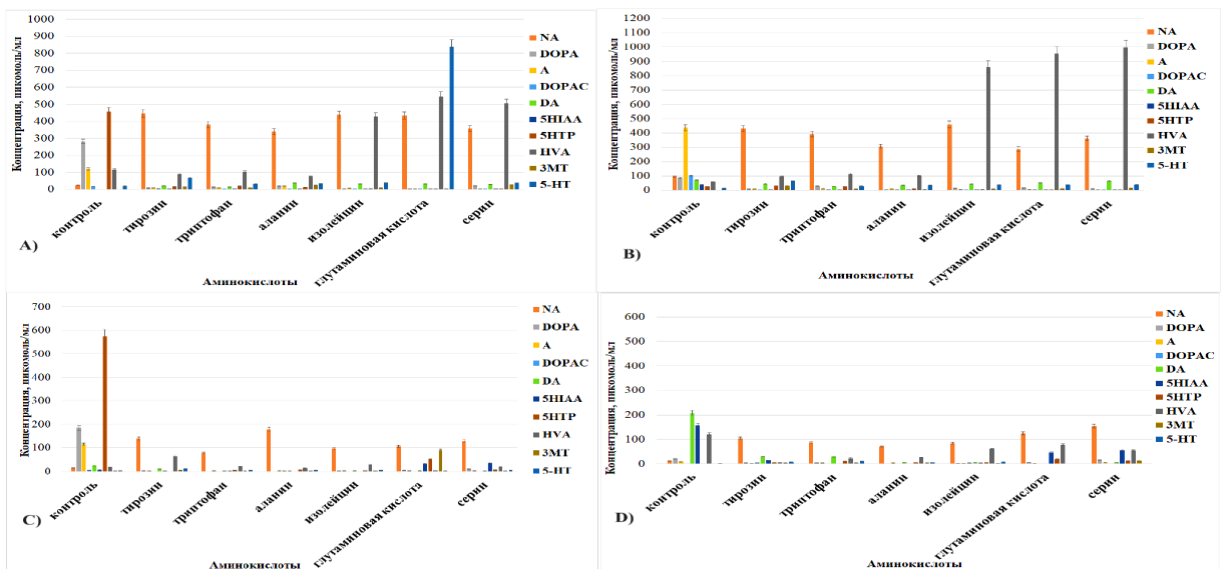 1000
900
800
700
600
500
400
300
200
100
0
Концентрация, пикомоль/мл
контроль
тирозин
триптофан
аланин
изолейцин
глутаминовая кислота
серин
Аминокислоты
A)
NA
DOPA
A
DOPAC
DA
5HIAA
5HTP
HVA
3MT
5-HT
1200
1100
1000
900
800
700
600
500
400
300
200
100
0
Концентрация, пикомоль/мл
контроль
тирозин
триптофан
аланин
изолейцин
глутаминовая кислота
серин
Аминокислоты
B)
NA
DOPA
A
DOPAC
DA
5HIAA
5HTP
HVA
3MT
5-HT
700
600
500
400
300
200
100
0
Концентрация, пикомоль/мл
контроль
тирозин
триптофан
аланин
изолейцин
глутаминовая кислота
серин
Аминокислоты
C)
NA
DOPA
A
DOPAC
DA
5HIAA
5HTP
HVA
3MT
5-HT
600
500
400
300
200
100
0
Концентрация, пикомоль/мл
контроль
тирозин
триптофан
аланин
изолейцин
глутаминовая кислота
серин
Аминокислоты
D)
NA
DOPA
A
DOPAC
DA
5HIAA
5HTP
HVA
3MT
5-HT